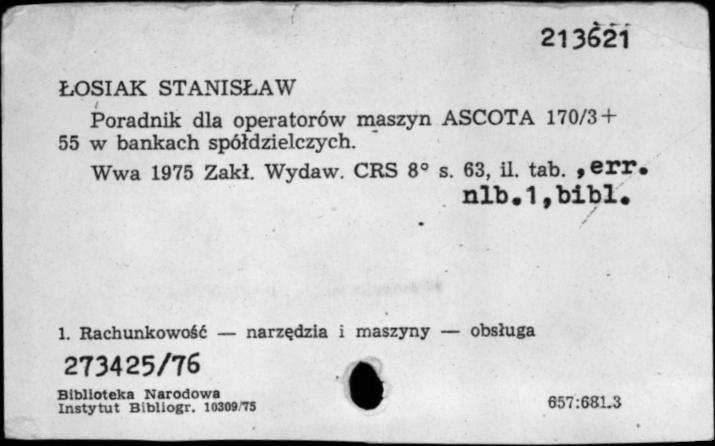 213621
ŁOSIAK STANISŁAW
Poradnik dla operatorów maszyn ASCOTA 170/3+
55 w bankach spółdzielczych.
Wwa 1975 Zakł. Wydaw. CRS 8° s. 63, il. tab. ,err.
nlb.1,bibl.
1. Rachunkowość — narzędzia i maszyny — obsługa
273425/76
Biblioteka Narodowa
Instytut Bibliogr. 10309/75
657:681.3